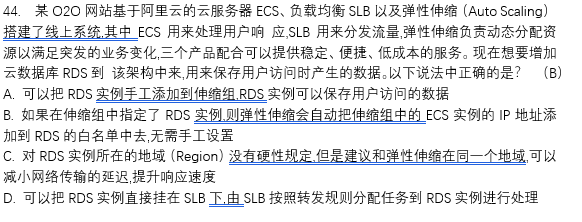 44. 某 O2O 网站基于阿里云的云服务器 ECS、负载均衡 SLB 以及弹性伸缩（Auto Scaling）
搭建了线上系统,其中 ECS 用来处理用户响 应,SLB 用来分发流量,弹性伸缩负责动态分配资
源以满足突发的业务变化,三个产品配合可以提供稳定、便捷、低成本的服务。现在想要增加
云数据库 RDS 到 该架构中来,用来保存用户访问时产生的数据。以下说法中正确的是? （B）
A. 可以把 RDS 实例手工添加到伸缩组,RDS 实例可以保存用户访问的数据
B. 如果在伸缩组中指定了 RDS 实例,则弹性伸缩会自动把伸缩组中的 ECS 实例的 IP 地址添
加到 RDS 的白名单中去,无需手工设置
C. 对 RDS 实例所在的地域（Region）没有硬性规定,但是建议和弹性伸缩在同一个地域,可以
减小网络传输的延迟,提升响应速度
D. 可以把 RDS 实例直接挂在 SLB 下,由 SLB 按照转发规则分配任务到 RDS 实例进行处理